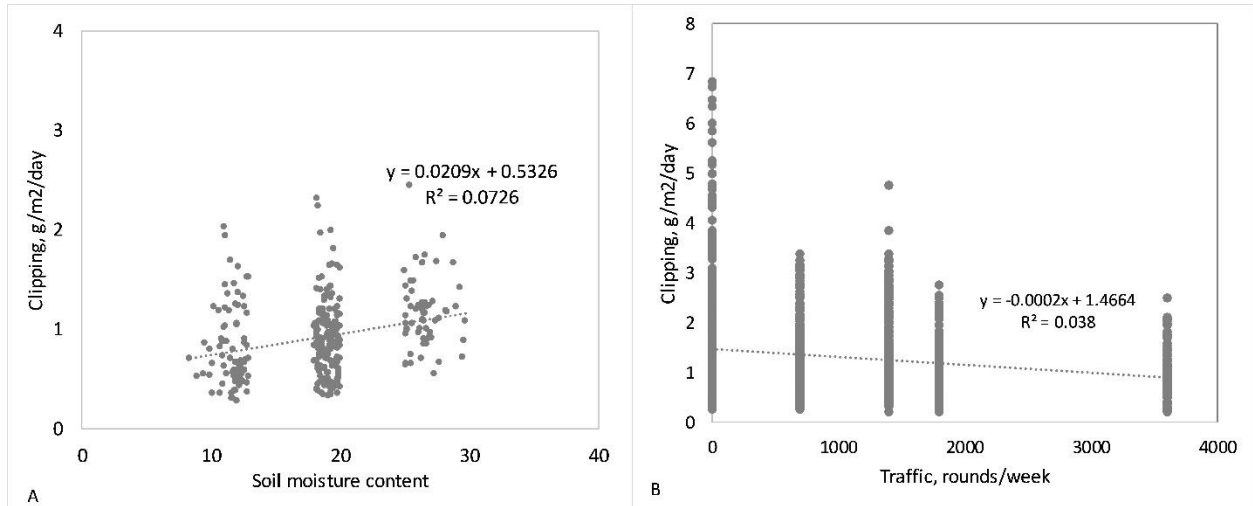 4
3
2
1
0
0
10
20
30
40
Clipping, g/m2/day
y = 0.0209x + 0.5326
R² = 0.0726
Soil moisture content
A
8
7
6
5
4
3
2
1
0
0
1000
2000
3000
4000
Clipping, g/m2/day
y = -0.0002x + 1.4664
R² = 0.038
Traffic, rounds/week
B